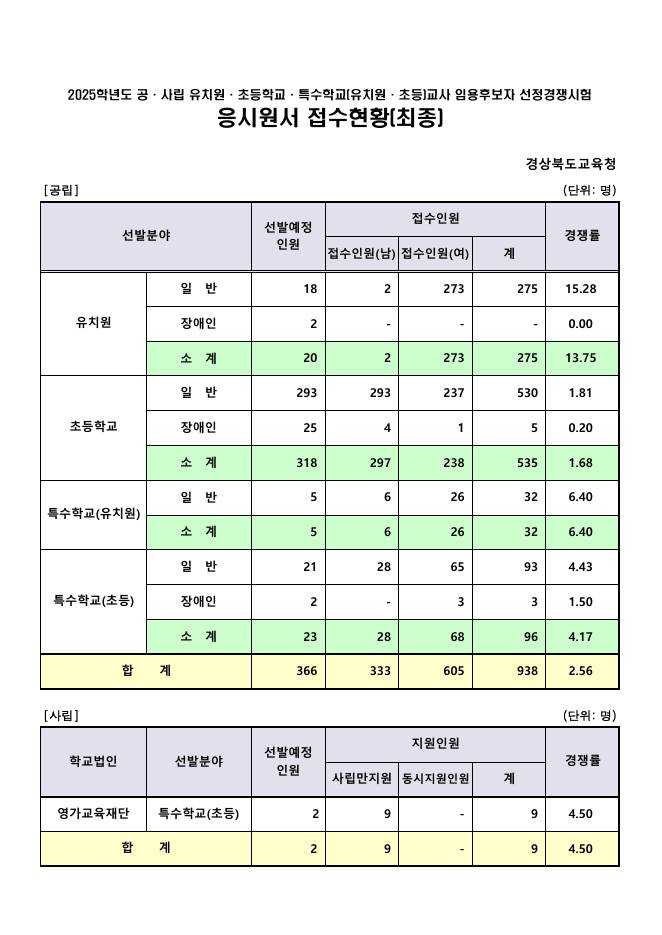 2025학년도 공 · 사립 유치원 · 초등학교 · 특수학교(유치원 · 초등)교사 임용후보자 선정경쟁시험
응시원서 접수현황(최종)
경상북도교육청
[공립] (단위: 명)
선발분야 선발예정 인원 접수인원 경쟁률
접수인원(남) 접수인원(여) 계
유치원 일 반 18 2 273 275 15.28
장애인 2 - - - 0.00
소 계 20 2 273 275 13.75
초등학교 일 반 293 293 237 530 1.81
장애인 25 4 1 5 0.20
소 계 318 297 238 535 1.68
특수학교(유치원) 일 반 5 6 26 32 6.40
소 계 5 6 26 32 6.40
특수학교(초등) 일 반 21 28 65 93 4.43
장애인 2 - 3 3 1.50
소 계 23 28 68 96 4.17
합 계 366 333 605 938 2.56
[사립] (단위: 명)
학교법인 선발분야 선발예정 인원 지원인원 경쟁률
사립만지원 동시지원인원 계
영가교육재단 특수학교(초등) 2 9 - 9 4.50
합 계 2 9 - 9 4.50